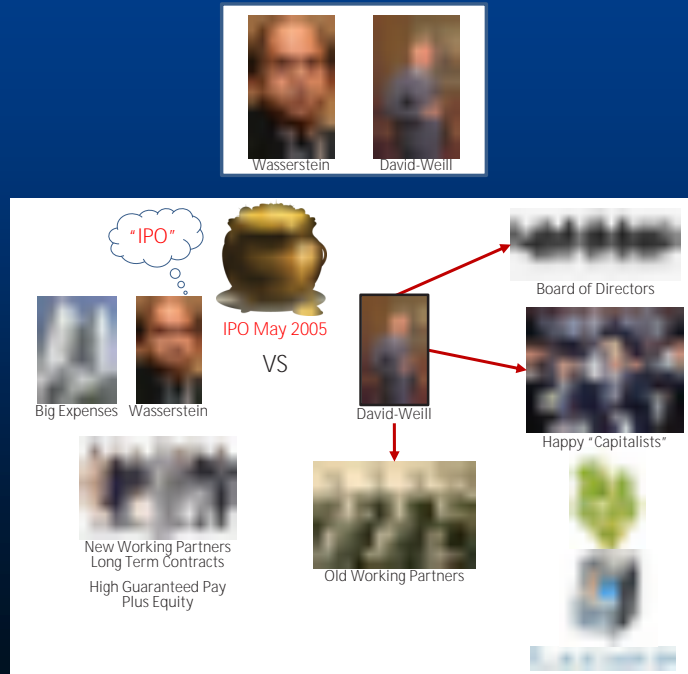 Wasserstein
David-Weill
"IPO"
IPO May 2005
VS
Big Expenses
Wasserstein
David-Weill
Board of Directors
Happy "Capitalists"
New Working Partners
Long Term Contracts
High Guaranteed Pay
Plus Equity
Old Working Partners